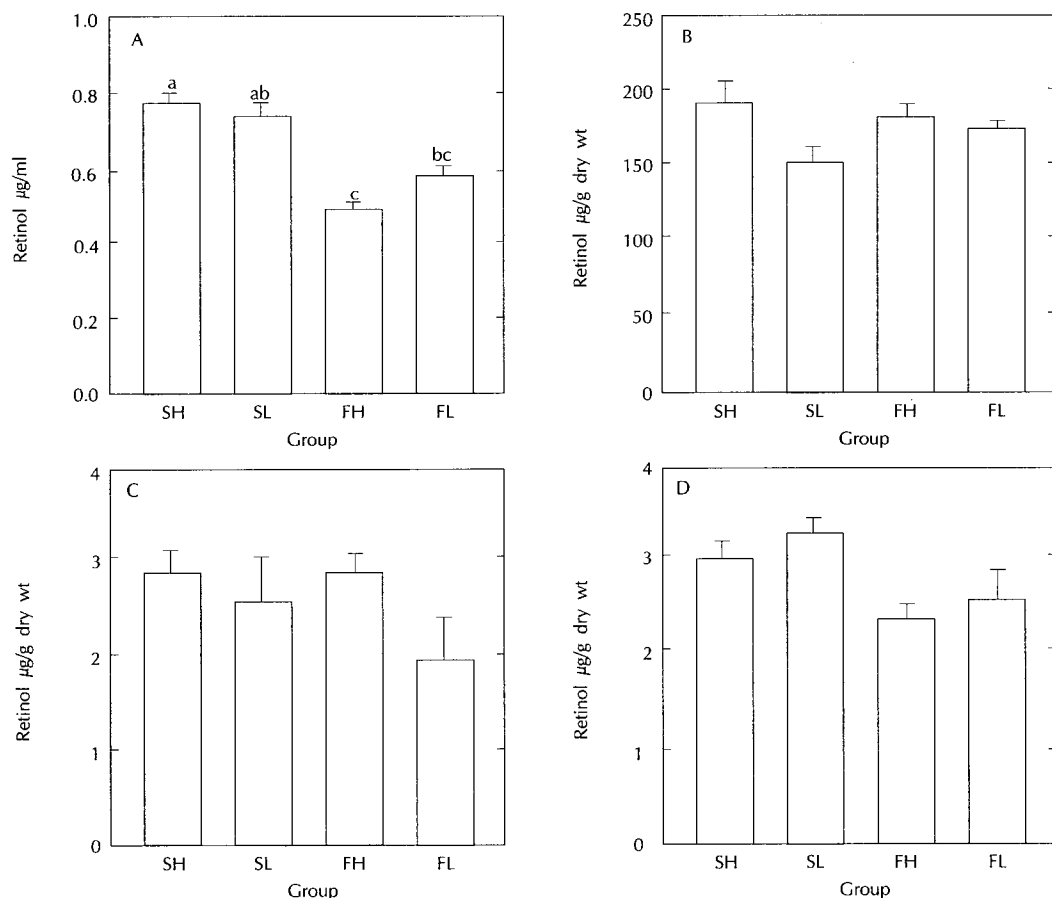 A
1.0
0.8
0.6
0.4
0.2
0.0
Retinol µg/ml
a
ab
c
bc
SH SL FH FL
Group
B
250
200
150
100
50
0
Retinol µg/g dry wt
SH SL FH FL
Group
C
4
3
2
1
0
Retinol µg/g dry wt
SH SL FH FL
Group
D
4
3
2
1
0
Retinol µg/g dry wt
SH SL FH FL
Group